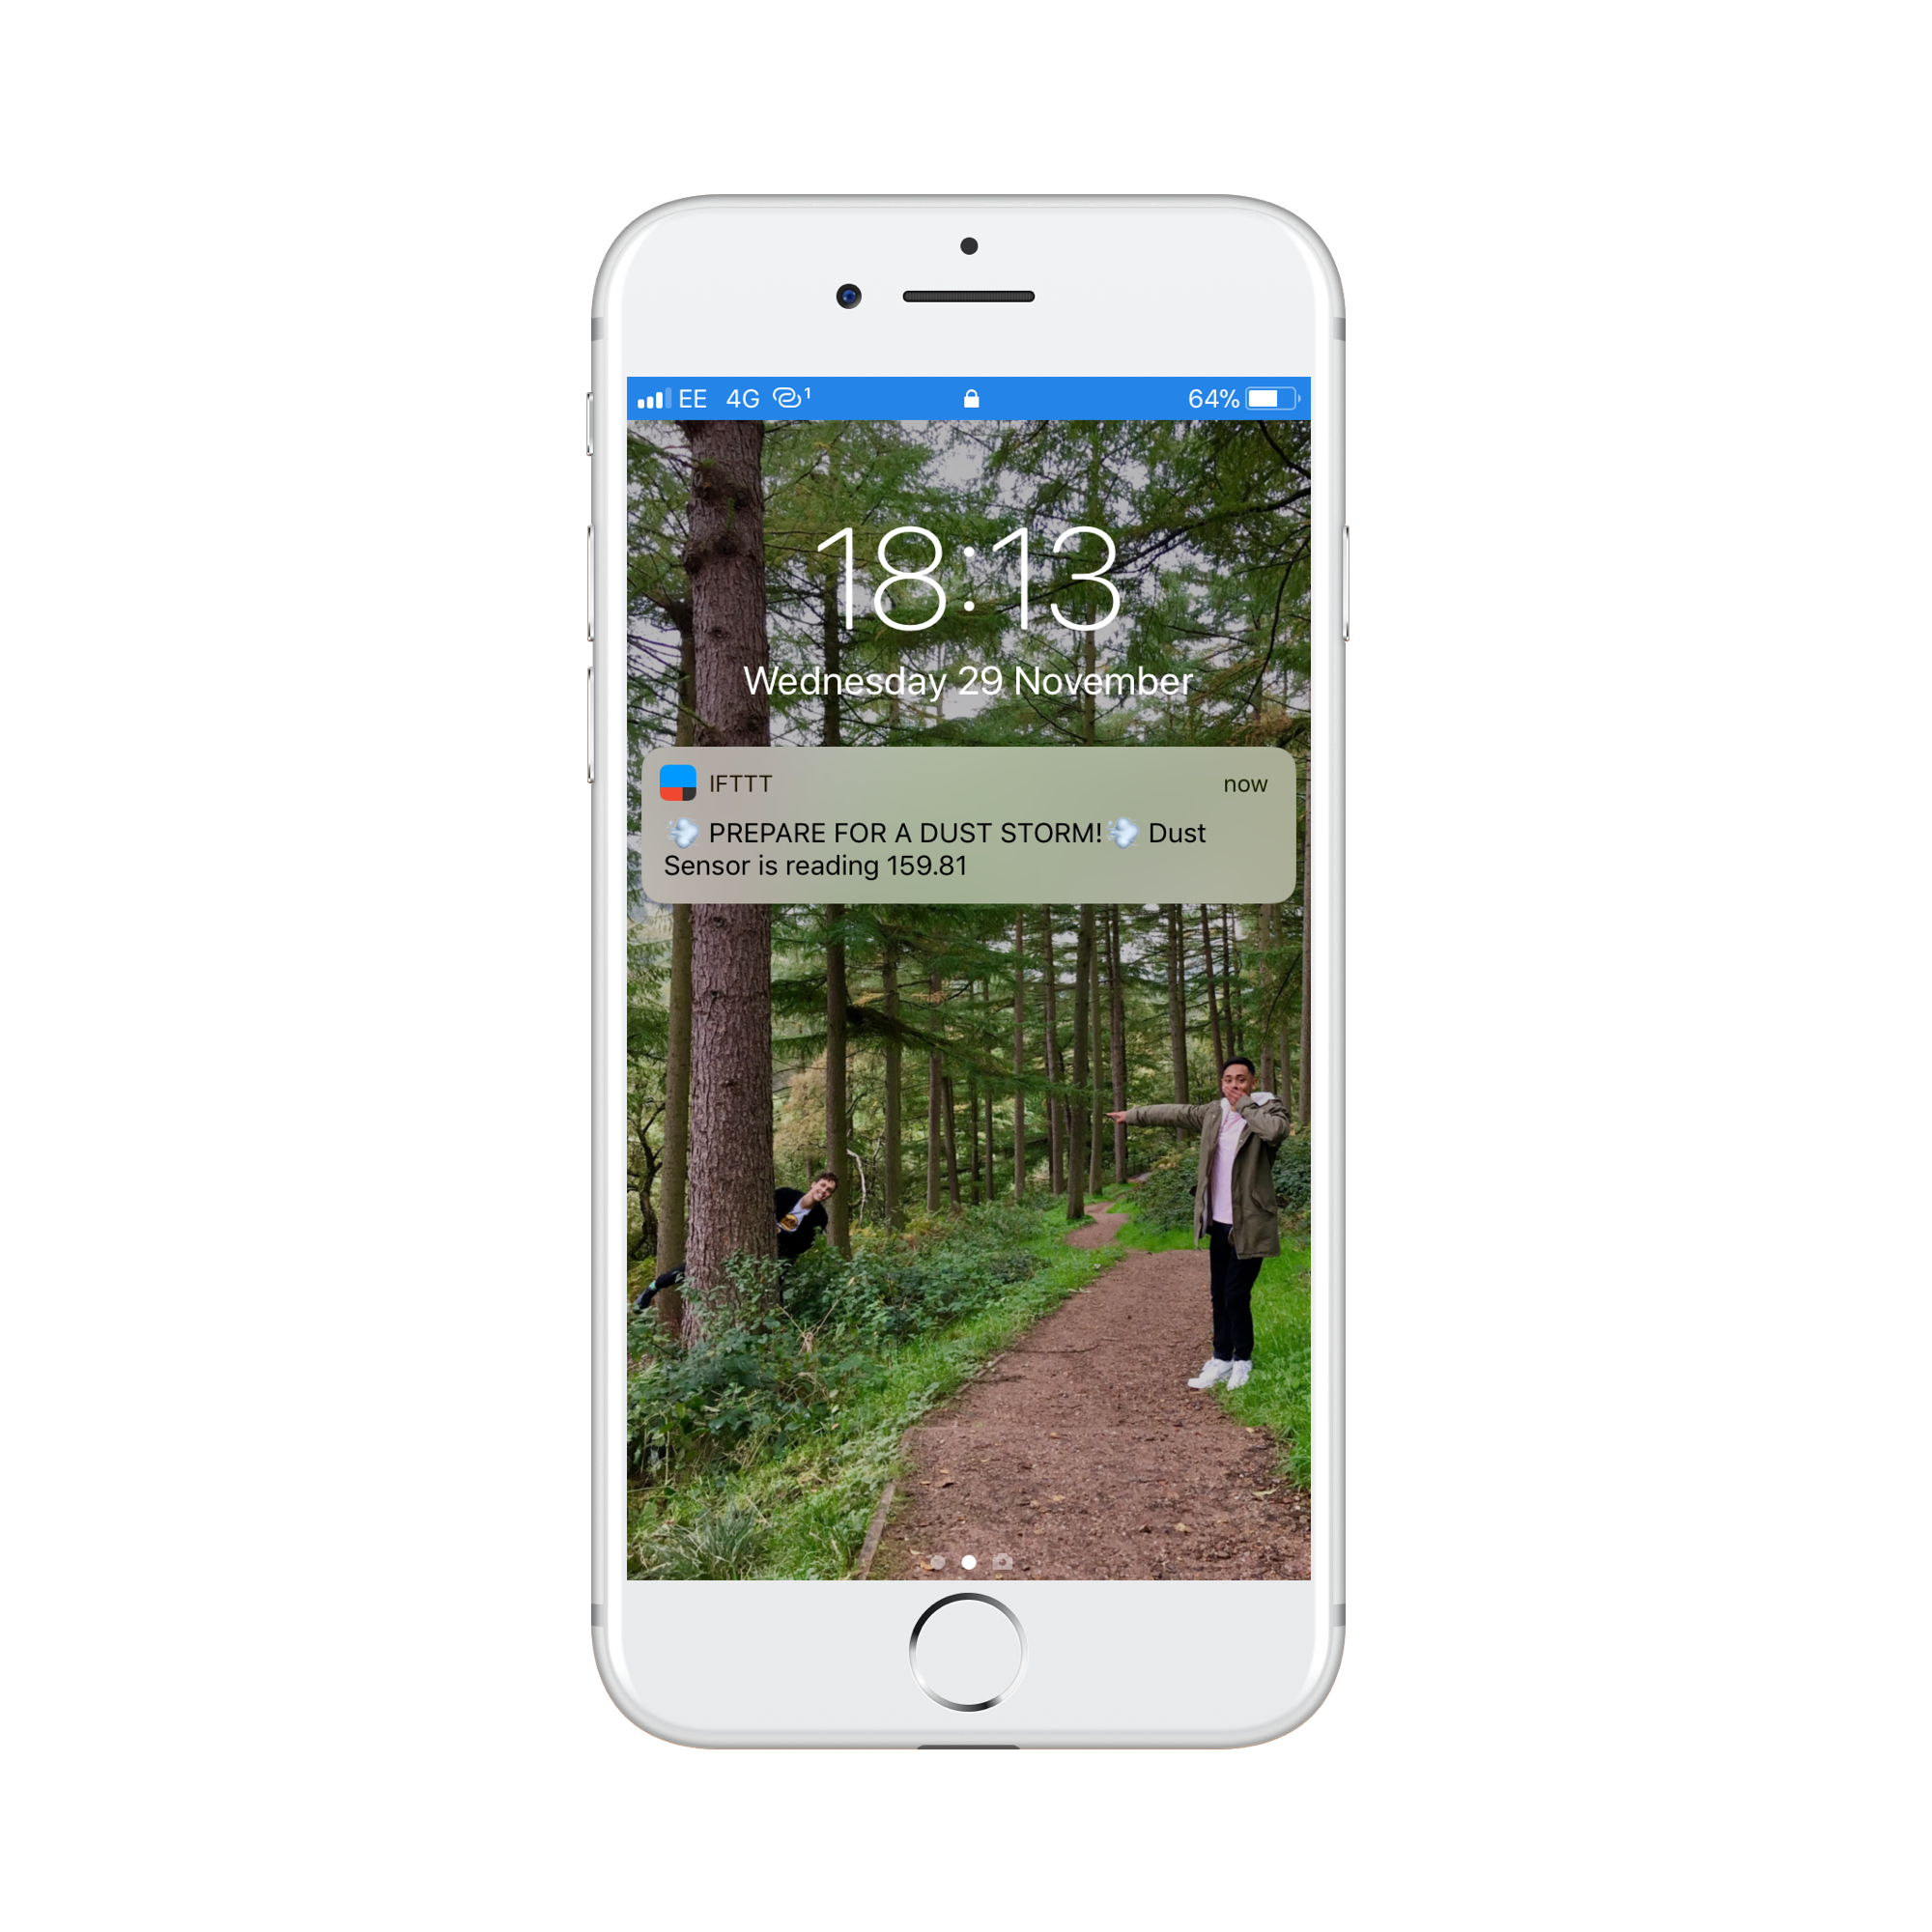 EE 4G 1 64%
18:13
Wednesday 29 November
IFTTT now
💨 PREPARE FOR A DUST STORM!💨 Dust
Sensor is reading 159.81